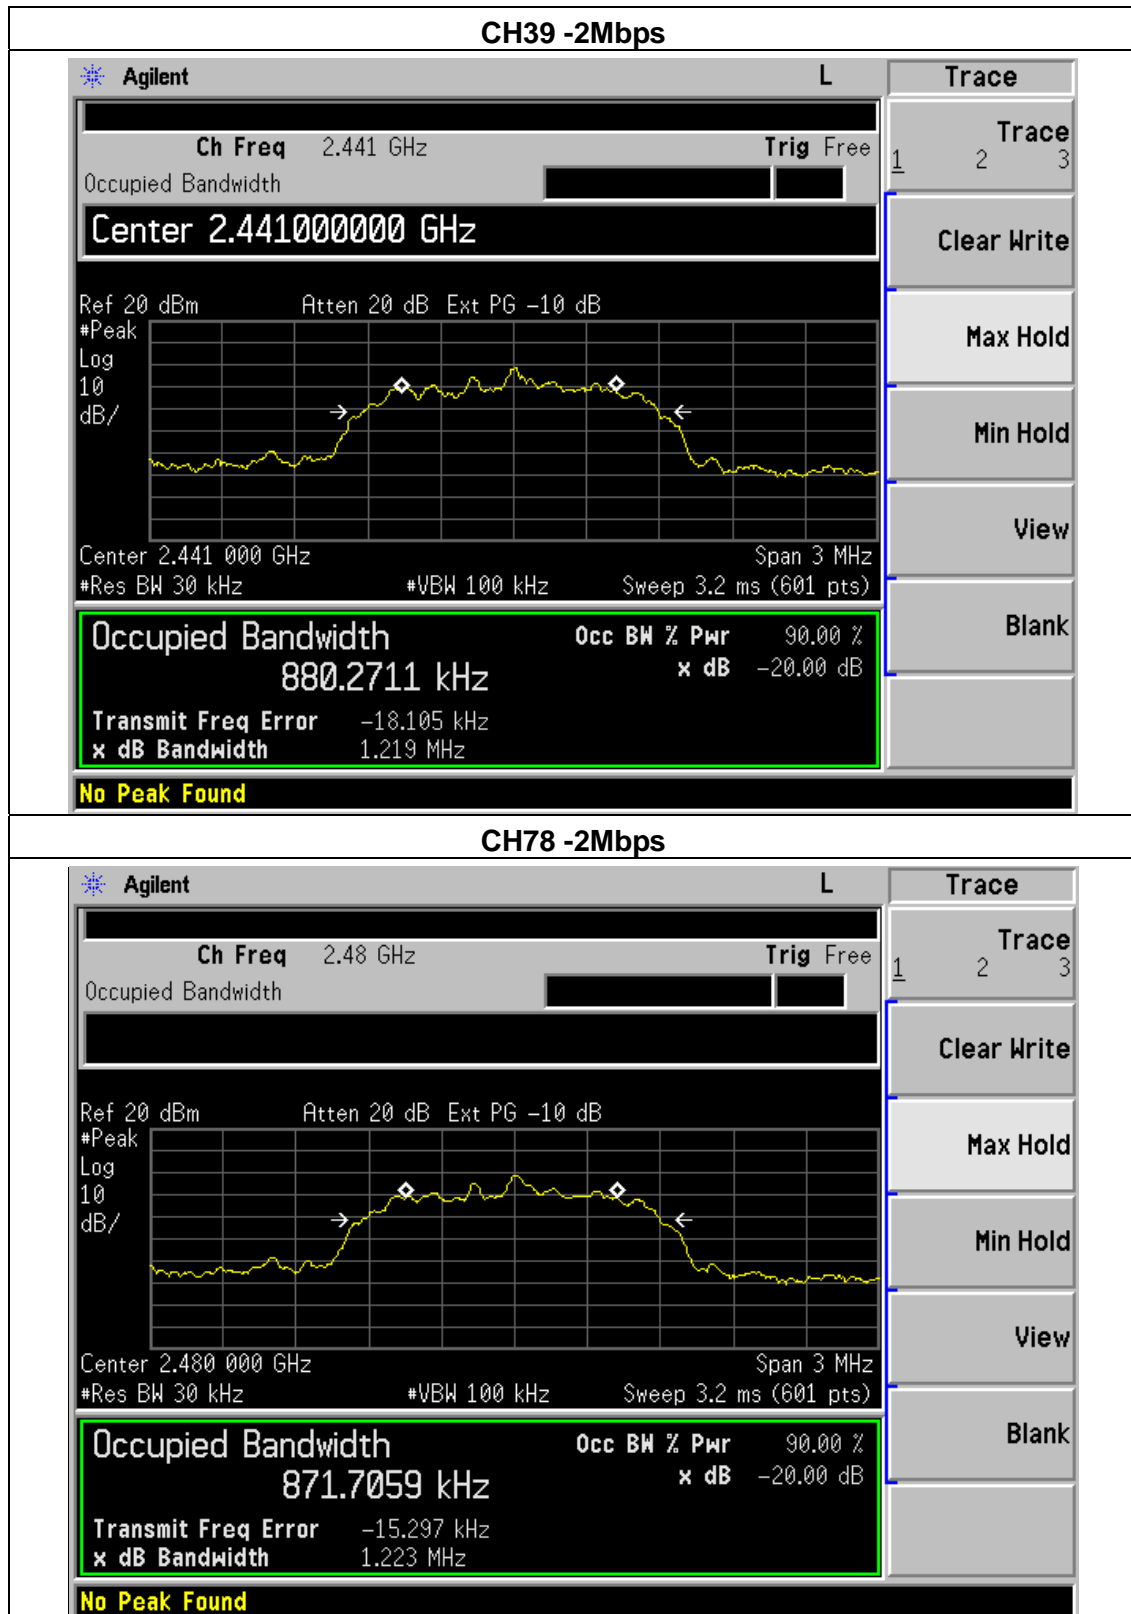 CH39 -2Mbps
Agilent L Trace
Ch Freq 2.441 GHz Trig Free
Occupied Bandwidth
Trace
1 2 3
Center 2.441000000 GHz
Clear Write
Ref 20 dBm Atten 20 dB Ext PG -10 dB
#Peak
Log
10
dB/
Max Hold
Min Hold
View
Center 2.441 000 GHz Span 3 MHz
#Res BW 30 kHz #VBW 100 kHz Sweep 3.2 ms (601 pts)
Blank
Occupied Bandwidth Occ BW % Pwr 90.00 %
880.2711 kHz x dB -20.00 dB
Transmit Freq Error -18.105 kHz
x dB Bandwidth 1.219 MHz
No Peak Found
CH78 -2Mbps
Agilent L Trace
Ch Freq 2.48 GHz Trig Free
Occupied Bandwidth
Trace
1 2 3
Clear Write
Ref 20 dBm Atten 20 dB Ext PG -10 dB
#Peak
Log
10
dB/
Max Hold
Min Hold
View
Center 2.480 000 GHz Span 3 MHz
#Res BW 30 kHz #VBW 100 kHz Sweep 3.2 ms (601 pts)
Blank
Occupied Bandwidth Occ BW % Pwr 90.00 %
871.7059 kHz x dB -20.00 dB
Transmit Freq Error -15.297 kHz
x dB Bandwidth 1.223 MHz
No Peak Found